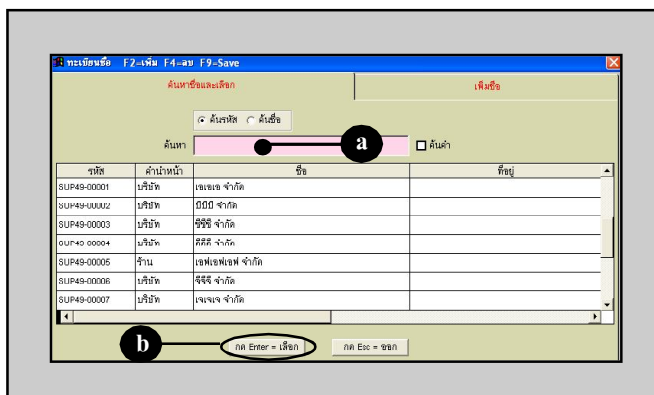 ทะเบียนชื่อ F2=เพิ่ม F4=ลบ F9=Save
ค้นหาชื่อและเลือก เพิ่มชื่อ
ค้นรหัส ค้นชื่อ
ค้นหา a ค้นคำ
รหัส คำนำหน้า ชื่อ ที่อยู่
SUP49-00001 บริษัท เอเอเอ จำกัด
SUP49-00002 บริษัท บีบีบี จำกัด
SUP49-00003 บริษัท ซีซีซี จำกัด
SUP49-00004 บริษัท ดีดีดี จำกัด
SUP49-00005 ร้าน เอฟเอฟเอฟ จำกัด
SUP49-00006 บริษัท จีจีจี จำกัด
SUP49-00007 บริษัท เจเจเจ จำกัด
b กด Enter = เลือก กด Esc = ออก